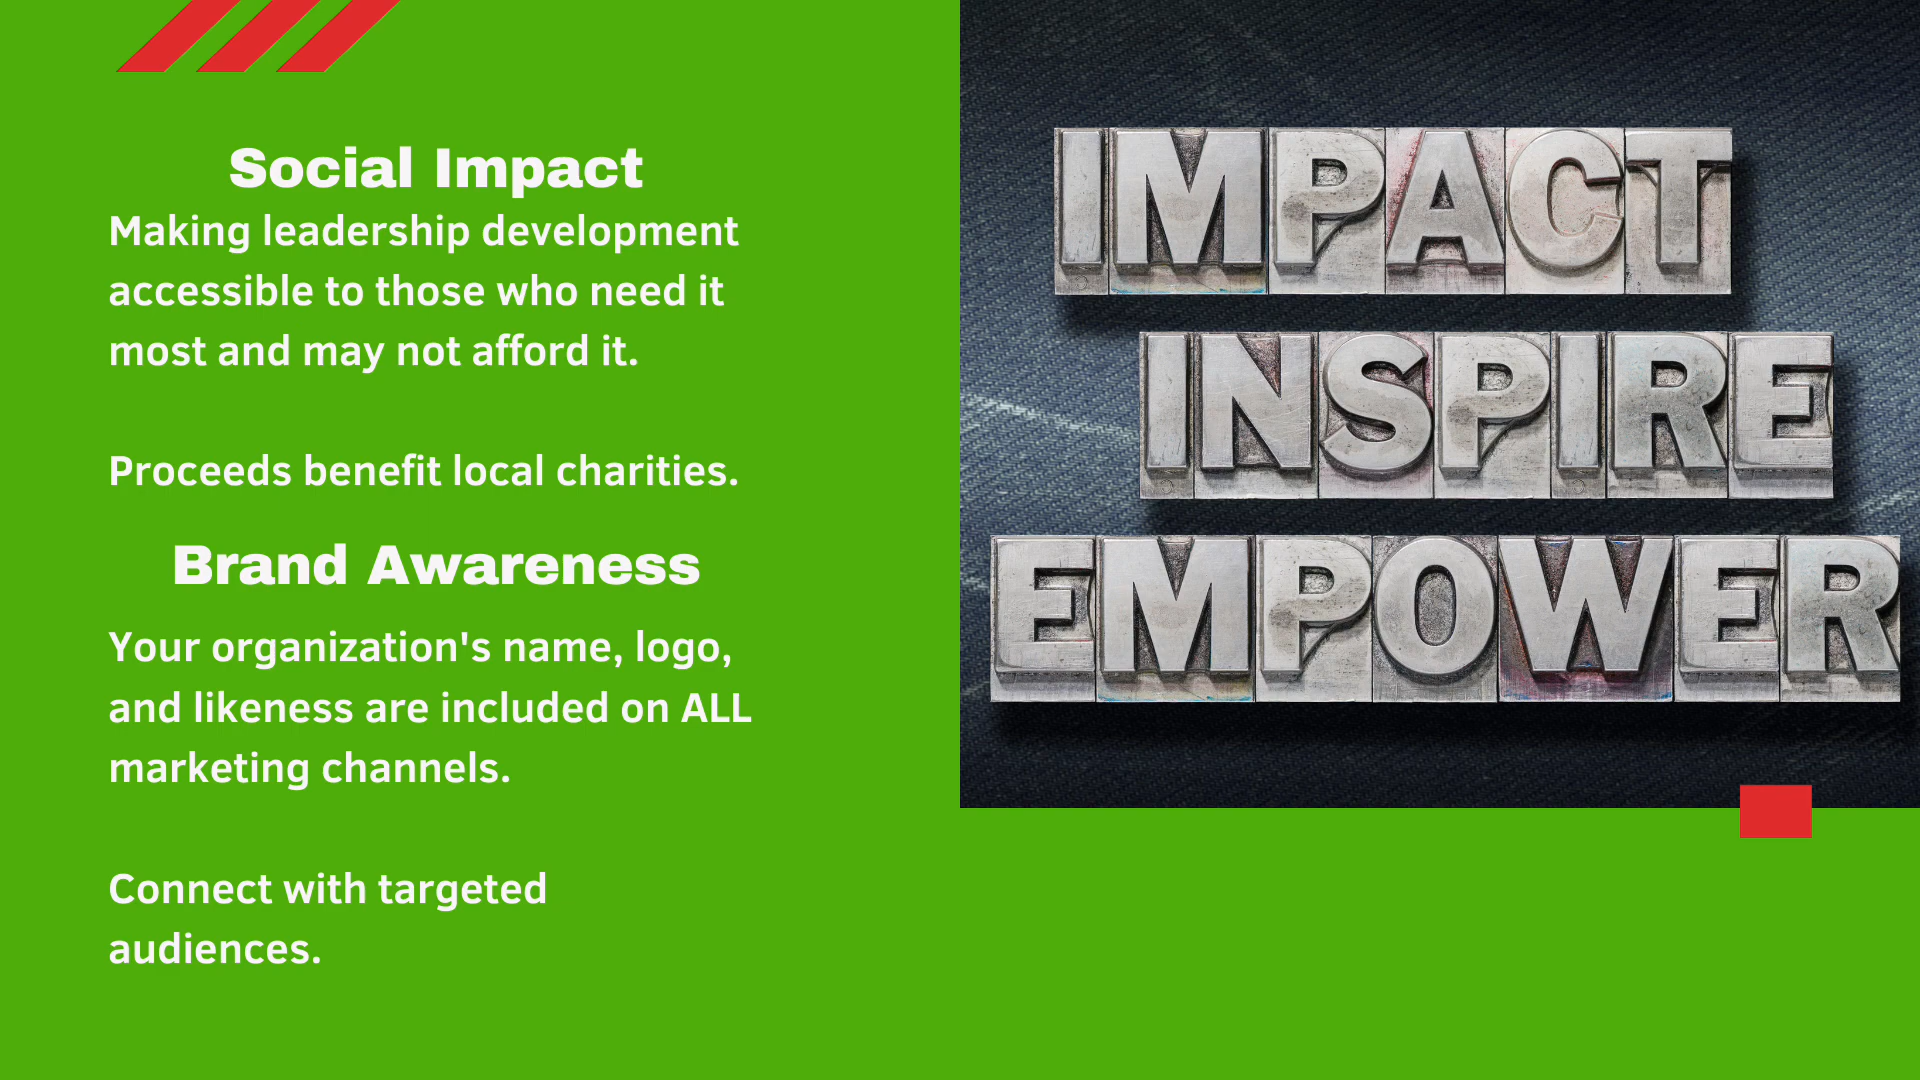 Social Impact
Making leadership development
accessible to those who need it
most and may not afford it.
Proceeds benefit local charities.
Brand Awareness
Your organization's name, logo,
and likeness are included on ALL
marketing channels.
Connect with targeted
audiences.
IMPACT
INSPIRE
EMPOWER